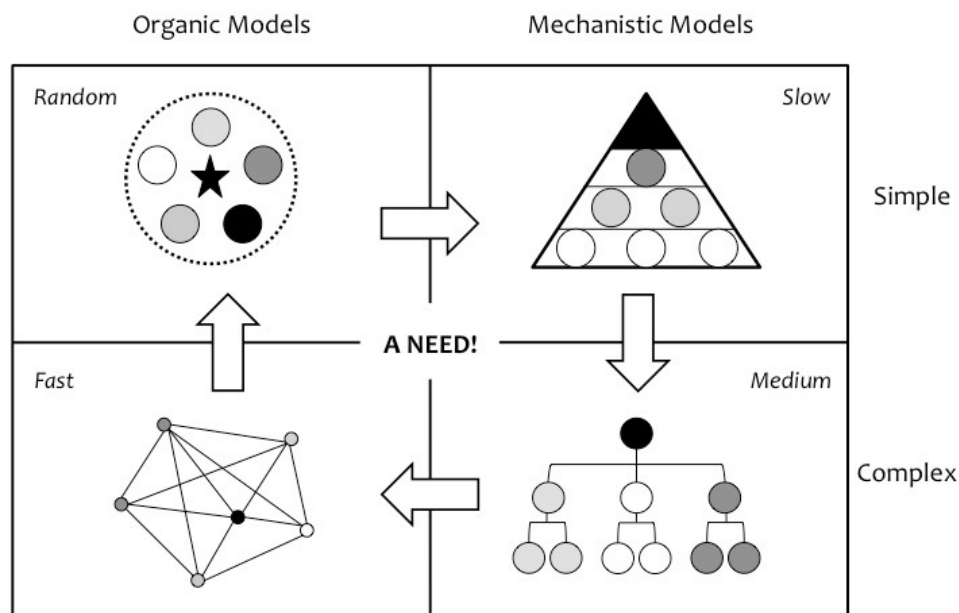 Organic Models
Mechanistic Models
Random
Slow
Simple
A NEED!
Fast
Medium
Complex